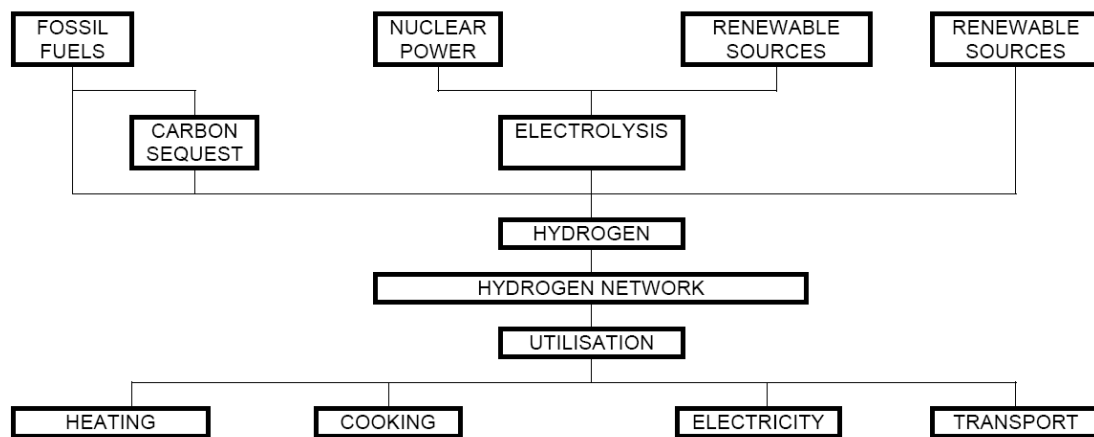 FOSSIL
FUELS
NUCLEAR
POWER
RENEWABLE
SOURCES
RENEWABLE
SOURCES
CARBON
SEQUEST
ELECTROLYSIS
HYDROGEN
HYDROGEN NETWORK
UTILISATION
HEATING
COOKING
ELECTRICITY
TRANSPORT